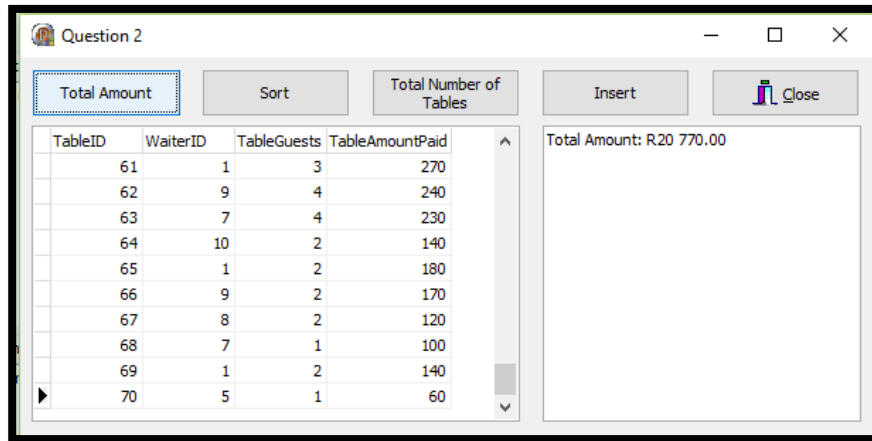 Question 2
Total Amount
Sort
Total Number of
Tables
Insert
Close
TableID WaiterID TableGuests TableAmountPaid
61 1 3 270
62 9 4 240
63 7 4 230
64 10 2 140
65 1 2 180
66 9 2 170
67 8 2 120
68 7 1 100
69 1 2 140
70 5 1 60
Total Amount: R20 770.00